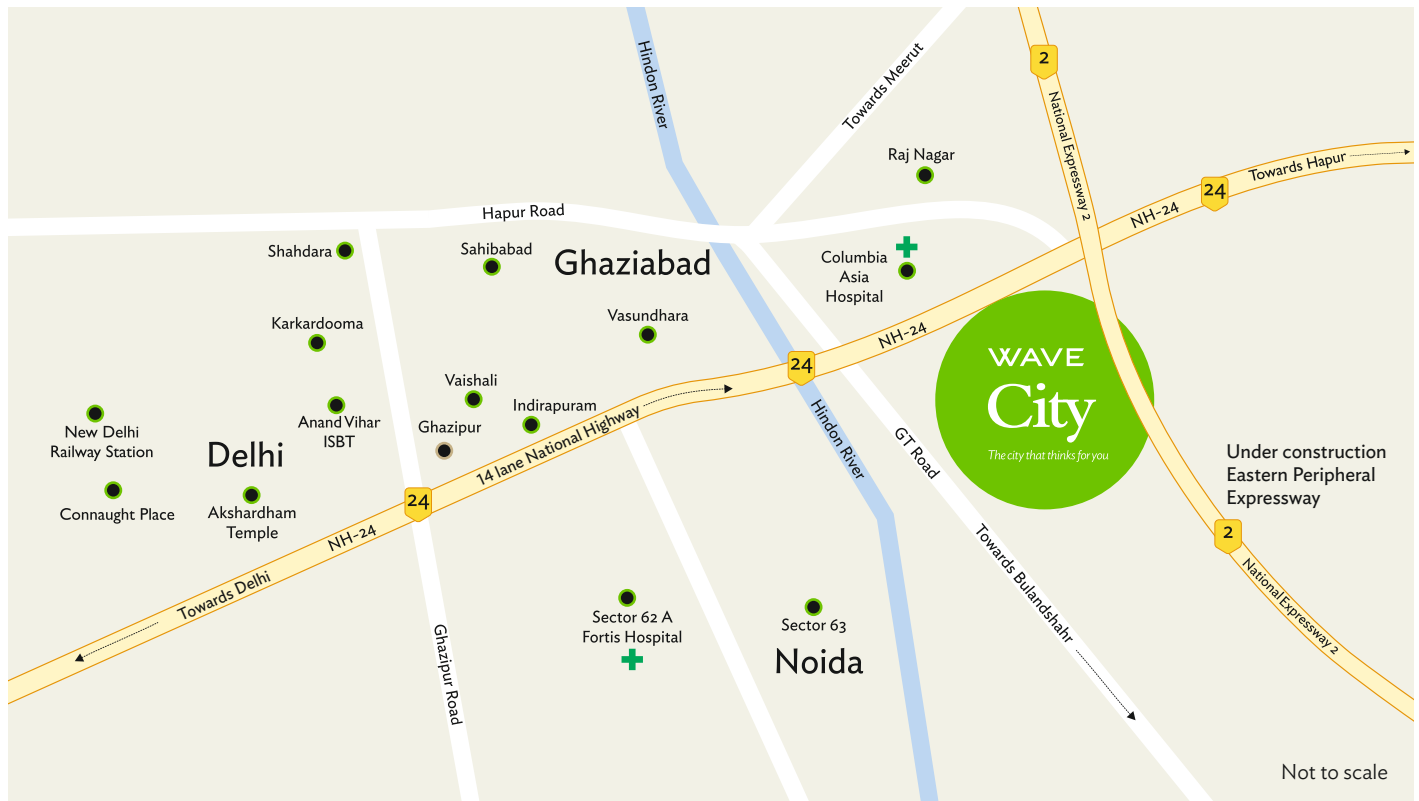 2
Hindon River
Towards Meerut
National Expressway 2
Raj Nagar
Towards Hapur
24
NH-24
Hapur Road
Shahdara
Sahibabad
Ghaziabad
Columbia
Asia
Hospital
Karkardooma
Vasundhara
NH-24
24
WAVE
City
The city that thinks for you
Vaishali
Indirapuram
Anand Vihar
ISBT
Ghazipur
14 lane National Highway
Hindon River
GT Road
New Delhi
Railway Station
Delhi
Connaught Place
Akshardham
Temple
24
NH-24
Towards Delhi
Under construction
Eastern Peripheral
Expressway
2
National Expressway 2
Towards Bulandshahr
Ghazipur Road
Sector 62 A
Fortis Hospital
Sector 63
Noida
Not to scale